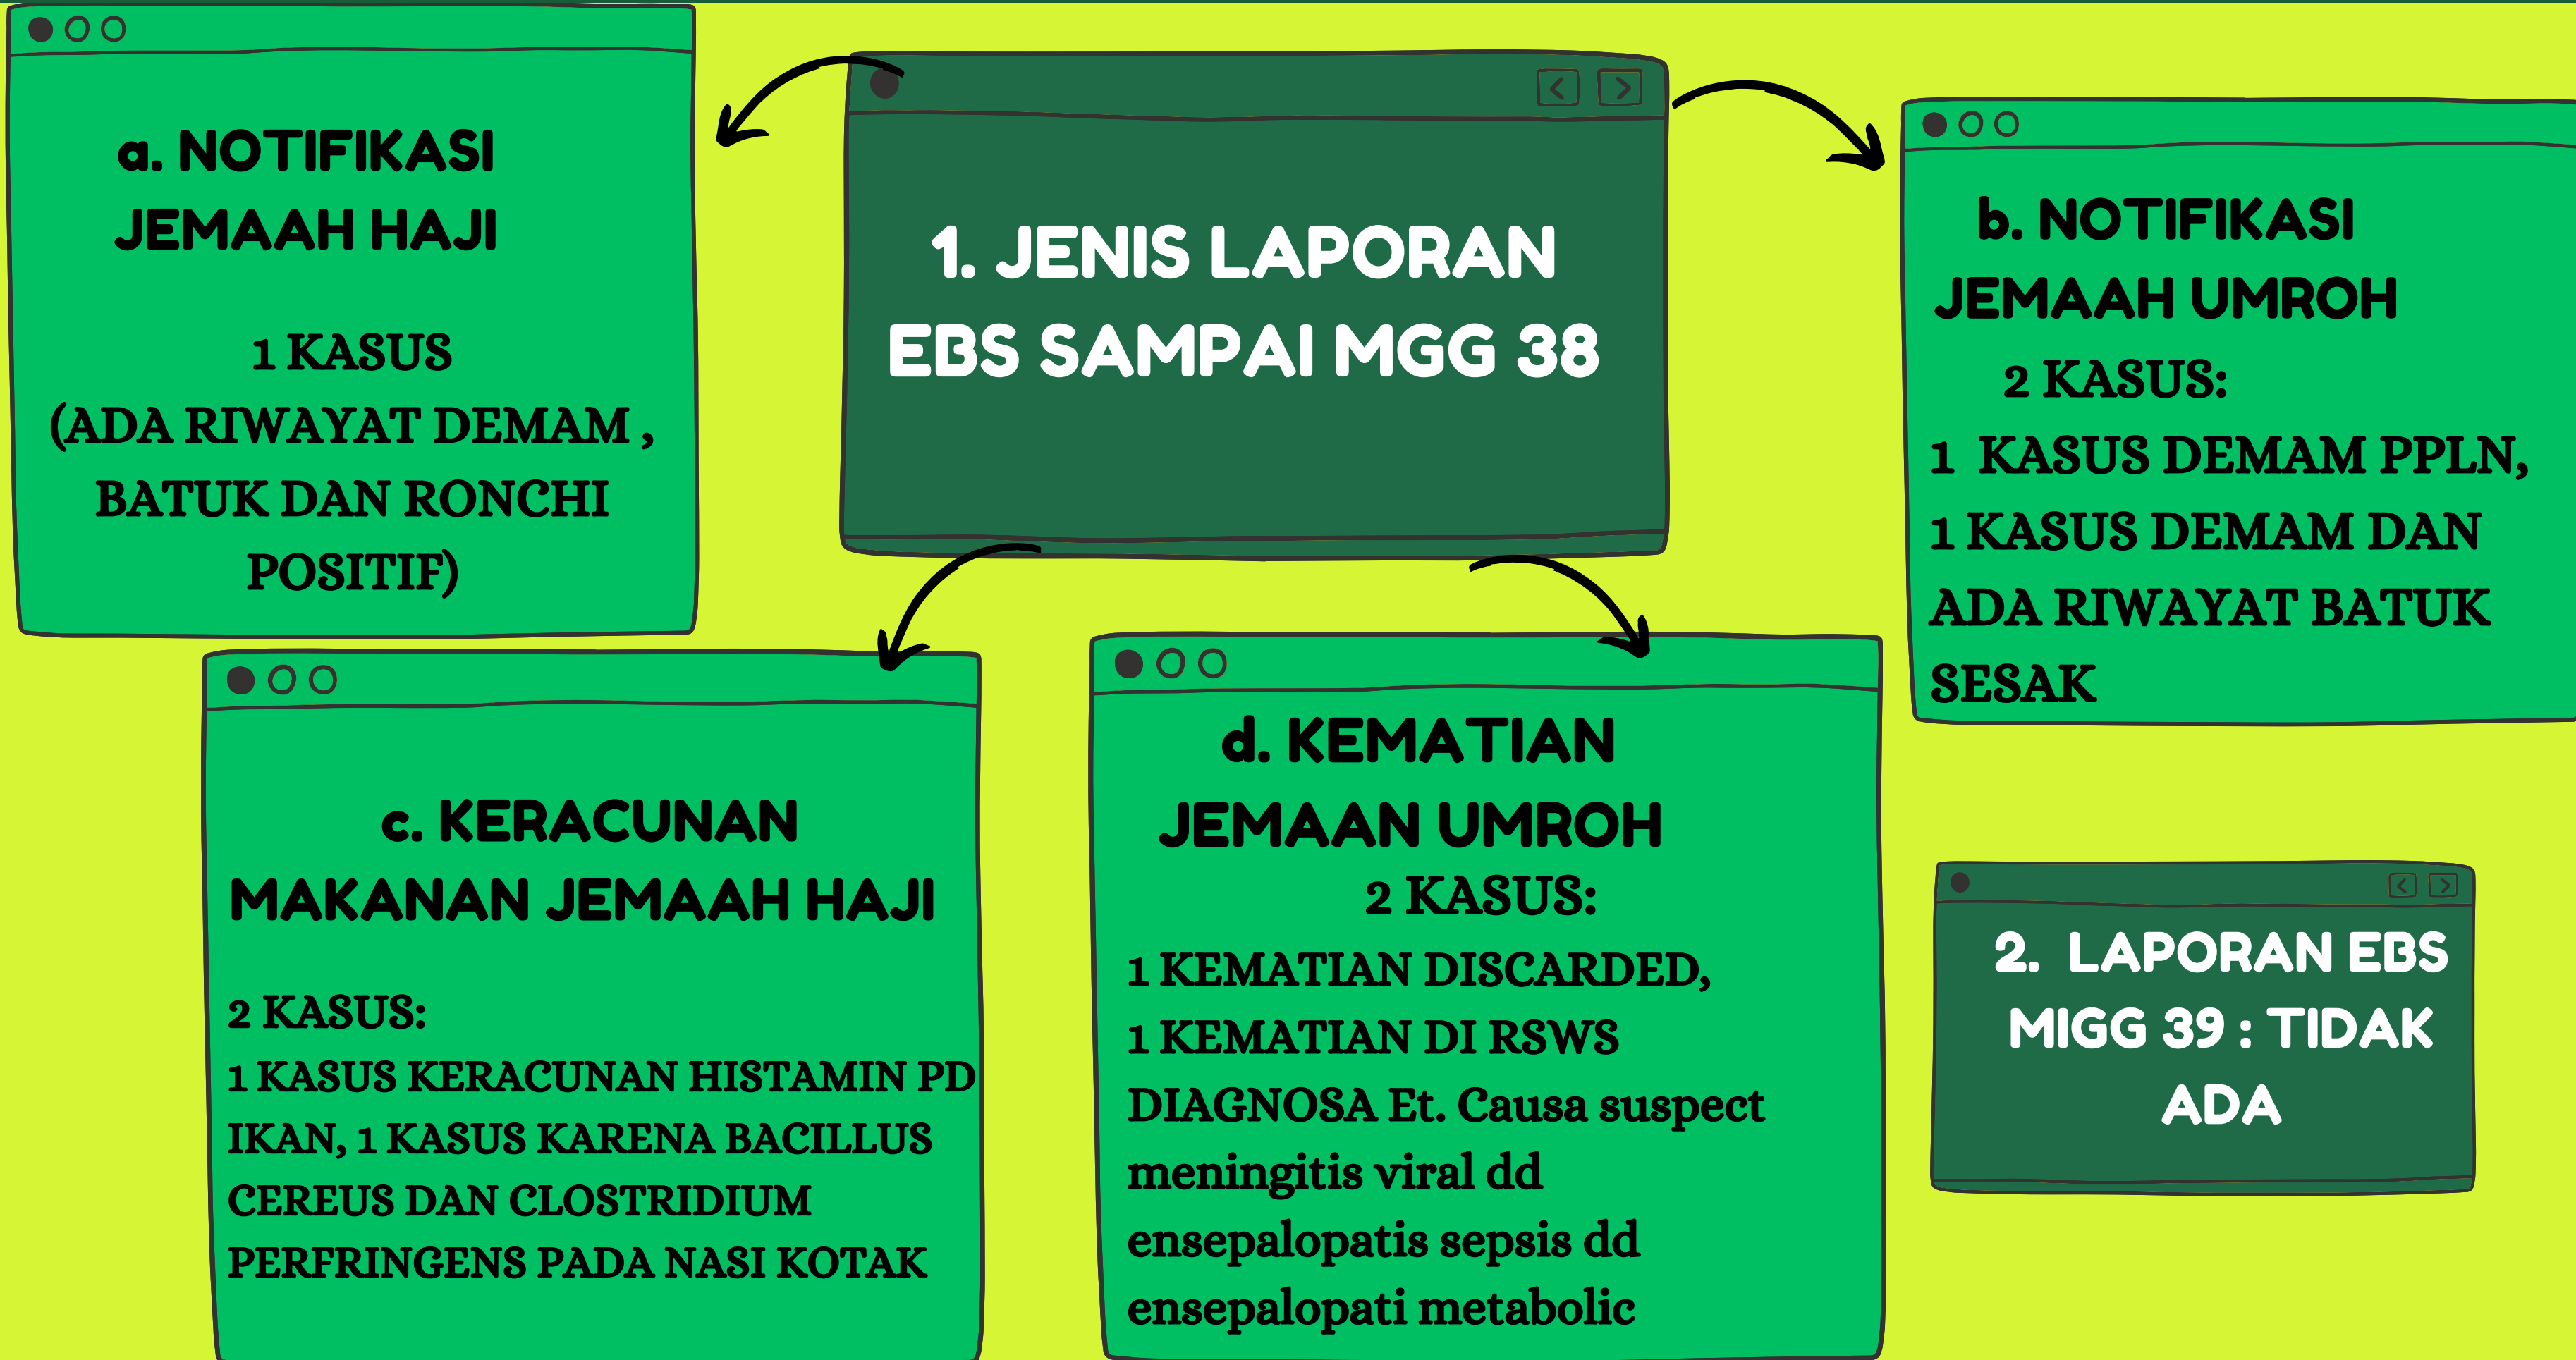 a. NOTIFIKASI
JEMAAH HAJI
1 KASUS
(ADA RIWAYAT DEMAM ,
BATUK DAN RONCHI
POSITIF)
1. JENIS LAPORAN
EBS SAMPAI MGG 38
b. NOTIFIKASI
JEMAAH UMROH
2 KASUS:
1 KASUS DEMAM PPLN,
1 KASUS DEMAM DAN
ADA RIWAYAT BATUK
SESAK
c. KERACUNAN
MAKANAN JEMAAH HAJI
2 KASUS:
1 KASUS KERACUNAN HISTAMIN PD
IKAN, 1 KASUS KARENA BACILLUS
CEREUS DAN CLOSTRIDIUM
PERFRINGENS PADA NASI KOTAK
d. KEMATIAN
JEMAAN UMROH
2 KASUS:
1 KEMATIAN DISCARDED,
1 KEMATIAN DI RSWS
DIAGNOSA Et. Causa suspect
meningitis viral dd
ensepalopatis sepsis dd
ensepalopati metabolic
2. LAPORAN EBS
MIGG 39 : TIDAK
ADA